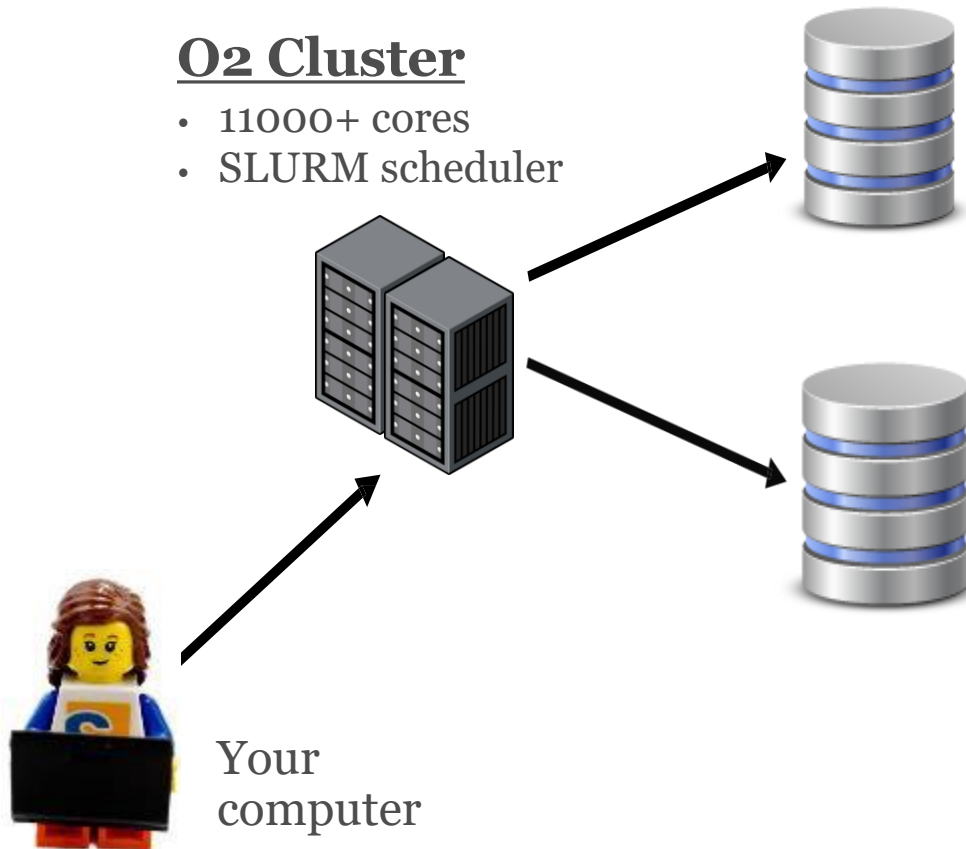 O2 Cluster
• 11000+ cores
• SLURM scheduler
Your
computer